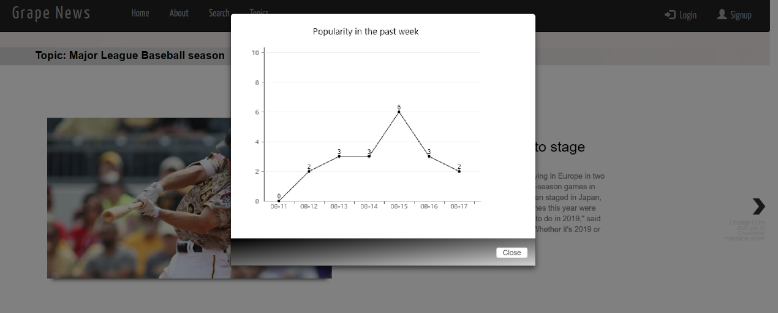 Grape News
Home
About
Search
Topics
Login
Signup
Topic: Major League Baseball season
Popularity in the past week
10
8
6
4
2
0
0
2
3
3
6
3
2
08-11
08-12
08-13
08-14
08-15
08-16
08-17
to stage
ying in Europe in two
-season games in
n staged in Japan,
nes this year were
to do in 2019," said
Whether it's 2019 or
Close